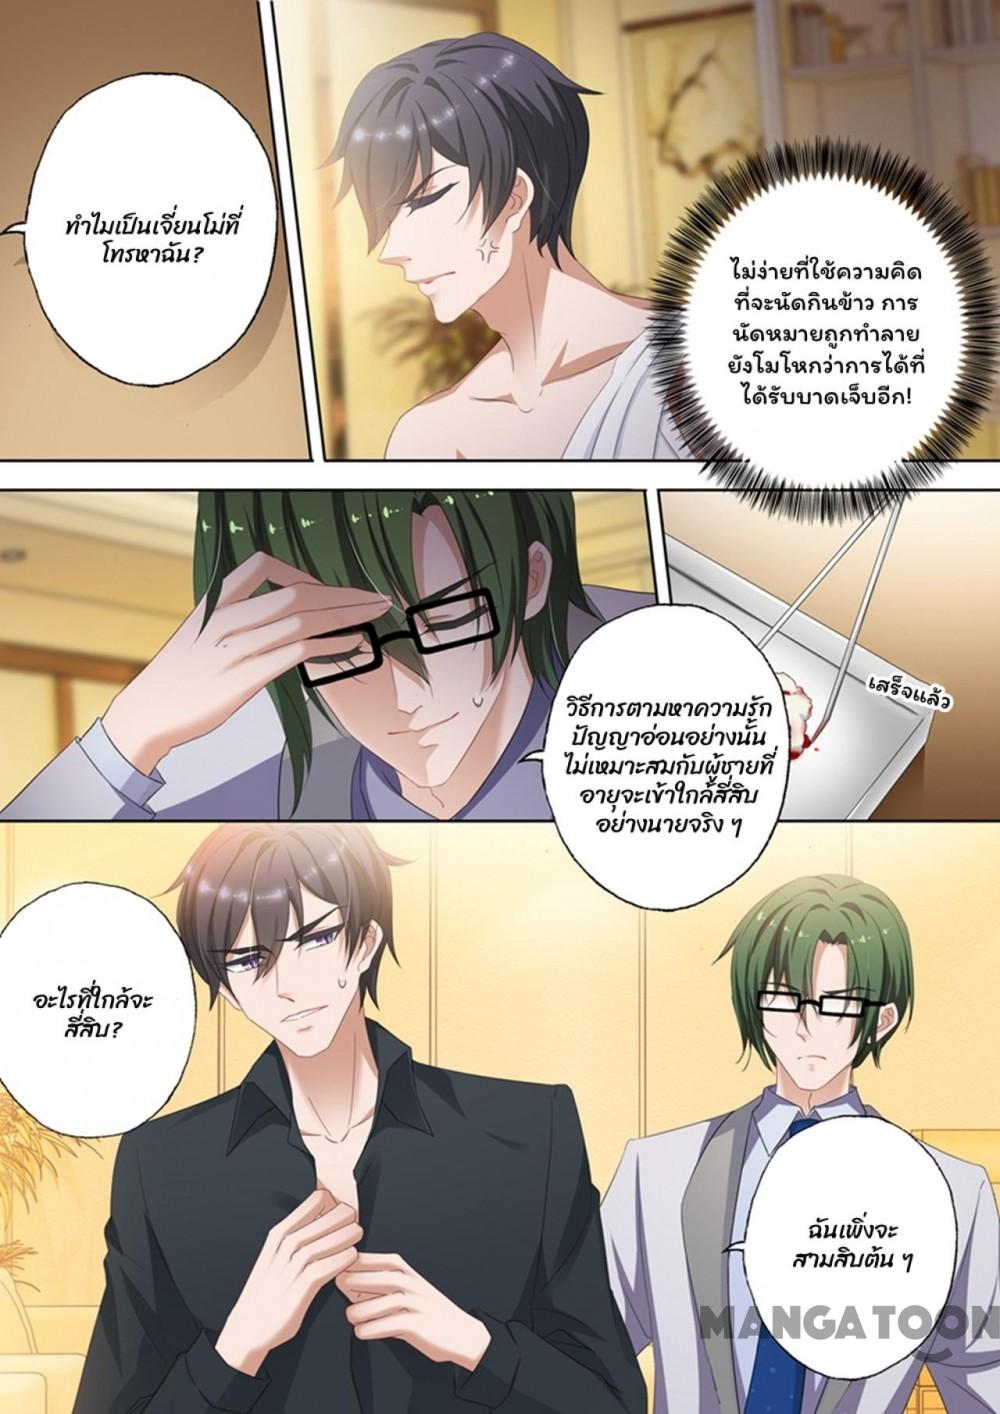 ทำไมเป็นเจี่ยนโม่ที่
โทรหาฉัน?
ไม่ง่ายที่ใช้ความคิด
ที่จะนัดกินข้าว การ
นัดหมายถูกทำลาย
ยังโมโหกว่าการได้ที่
ได้รับบาดเจ็บอีก!
เสร็จแล้ว
วิธีการตามหาความรัก
ปัญญาอ่อนอย่างนั้น
ไม่เหมาะสมกับผู้ชายที่
อายุจะเข้าใกล้สี่สิบ
อย่างนายจริง ๆ
อะไรที่ใกล้จะ
สี่สิบ?
ฉันเพิ่งจะ
สามสิบต้น ๆ
MANGATOON